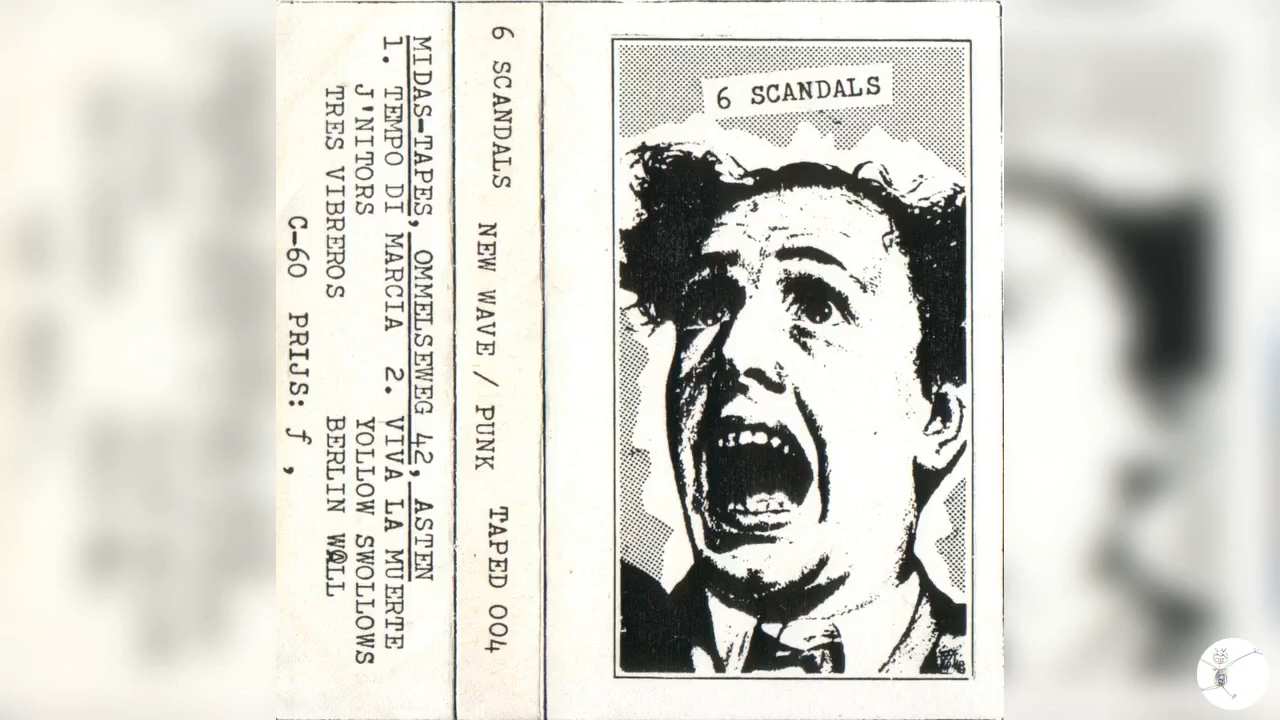 6 SCANDALS
6 SCANDALS NEW WAVE / PUNK TAPED 004
MIDAS-TAPES, OMMELSEWEG 42, ASTEN
1. TEMPO DI MARCIA 2. VIVA LA MUERTE
J'NITORS YOLLOW SWOLLOWS
TRES VIBREROS BERLIN WALL
C-60 PRIJS: ƒ ,